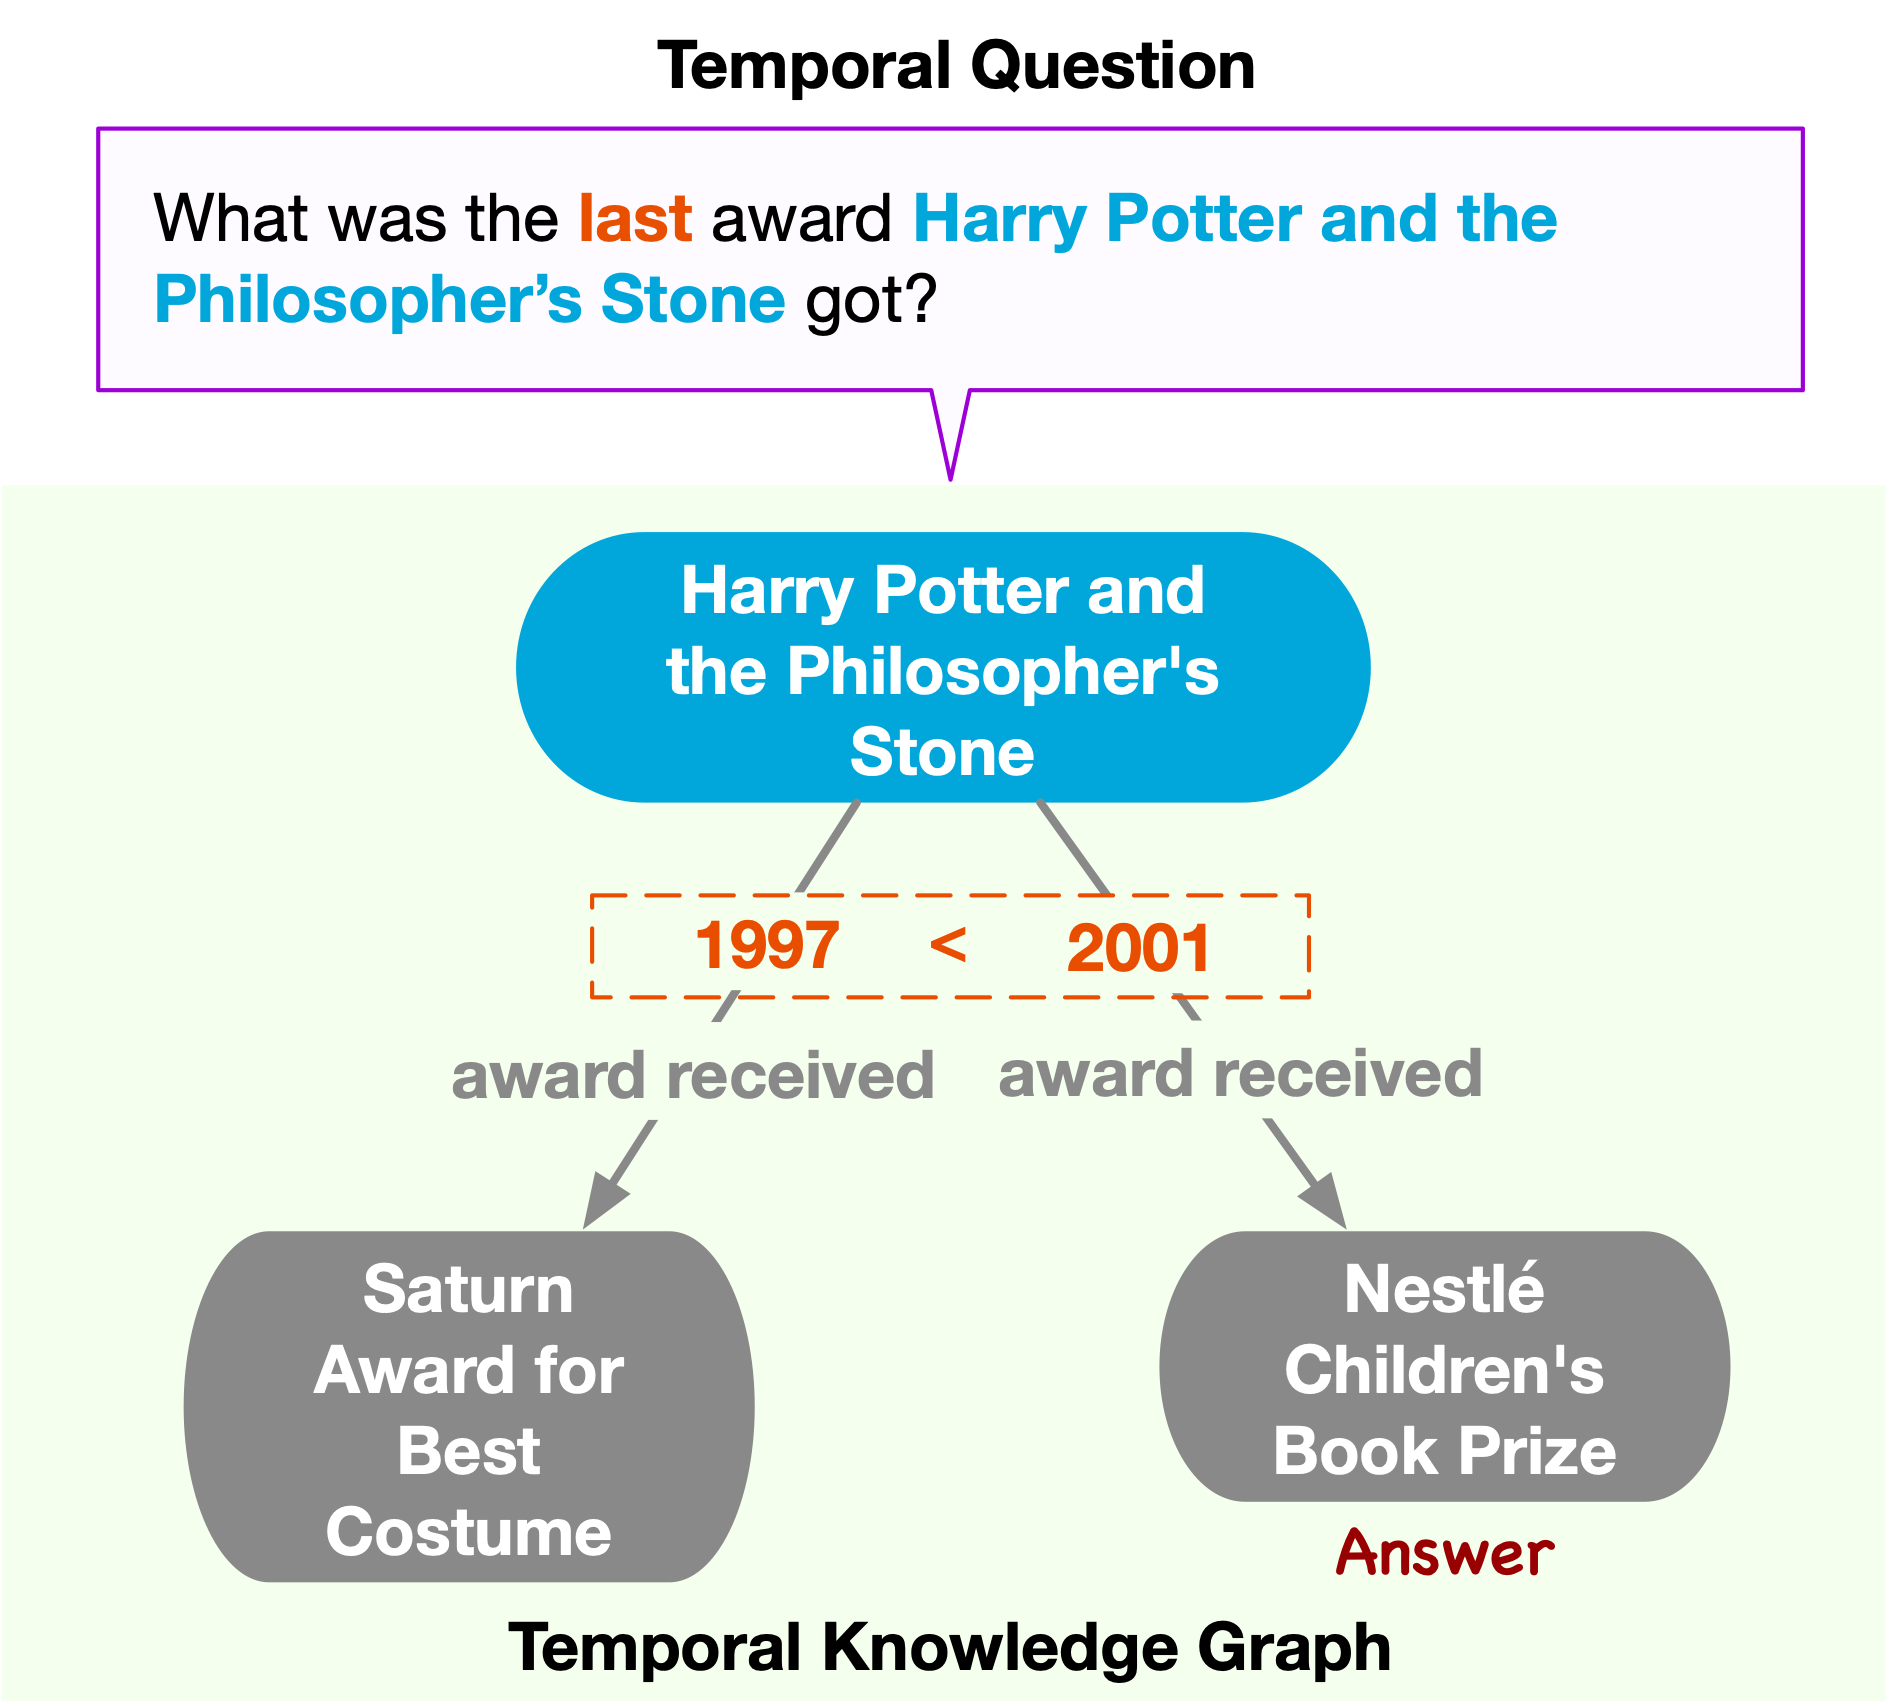 Temporal Question
What was the last award Harry Potter and the
Philosopher’s Stone got?
Harry Potter and
the Philosopher's
Stone
1997 < 2001
award received award received
Saturn
Award for
Best
Costume
Nestlé
Children's
Book Prize
Answer
Temporal Knowledge Graph